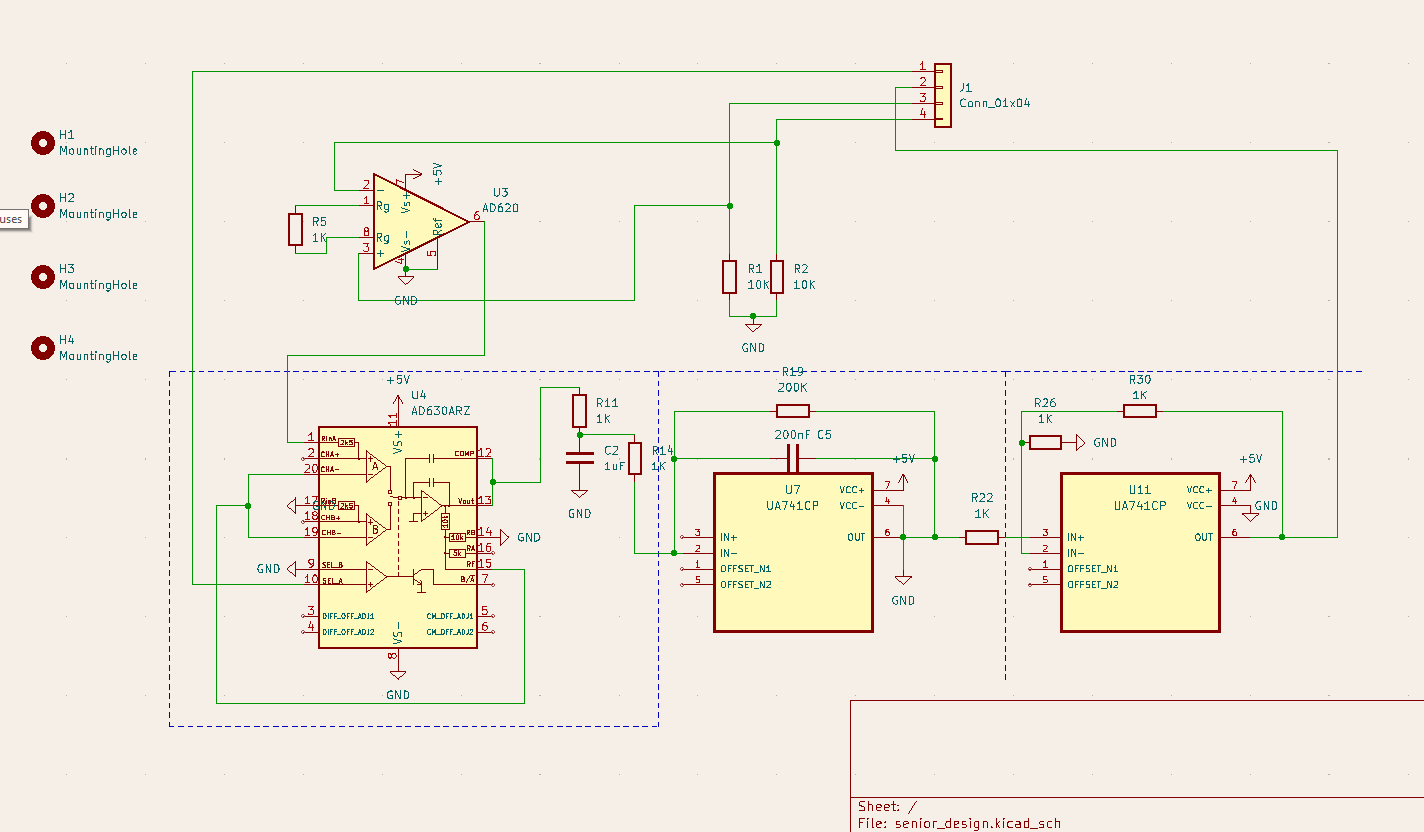 1
2
3
4
J1
Conn_01x04
H1
MountingHole
H2
MountingHole
uses
H3
MountingHole
H4
MountingHole
+5V
U3
AD620
2
1
8
3
7
6
5
4
−
Rg
Rg
+
Vs+
Vs-
Ref
R5
1K
GND
R1
10K
R2
10K
GND
+5V
U4
AD630ARZ
11
VS+
1
RinA
2k5
2
CHA+
20
CHA-
A
17
RinB
2k5
GND
18
CHB+
19
CHB-
B
GND
9
SEL_B
10
SEL_A
3
DIFF_OFF_ADJ1
4
DIFF_OFF_ADJ2
COMP
12
Vout
13
10k
RB
14
GND
10k
RA
16
5k
RF
15
B/A
7
CM_OFF_ADJ1
5
CM_OFF_ADJ2
6
VS-
8
GND
R11
1K
C2
1uF
GND
R14
1K
R19
200K
200nF C5
+5V
U7
UA741CP
VCC+
7
VCC-
4
3
IN+
2
IN-
1
OFFSET_N1
5
OFFSET_N2
OUT
6
GND
R22
1K
R26
1K
GND
R30
1K
+5V
U11
UA741CP
VCC+
7
VCC-
4
GND
3
IN+
2
IN-
1
OFFSET_N1
5
OFFSET_N2
OUT
6
Sheet: /
File: senior_design.kicad_sch